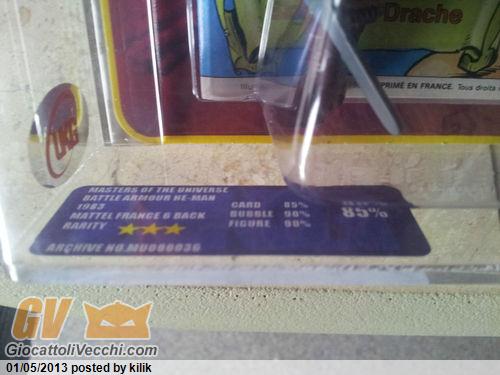 Drache
PRIMÉ EN FRANCE. Tous droits
UKG
MASTERS OF THE UNIVERSE
BATTLE ARMOUR HE-MAN
1983
MATTEL FRANCE 6 BACK
RARITY
CARD 85%
BUBBLE 90%
FIGURE 90%
85%
ARCHIVE NO.MU000036
GV
GiocattoliVecchi.com
01/05/2013 posted by kilik